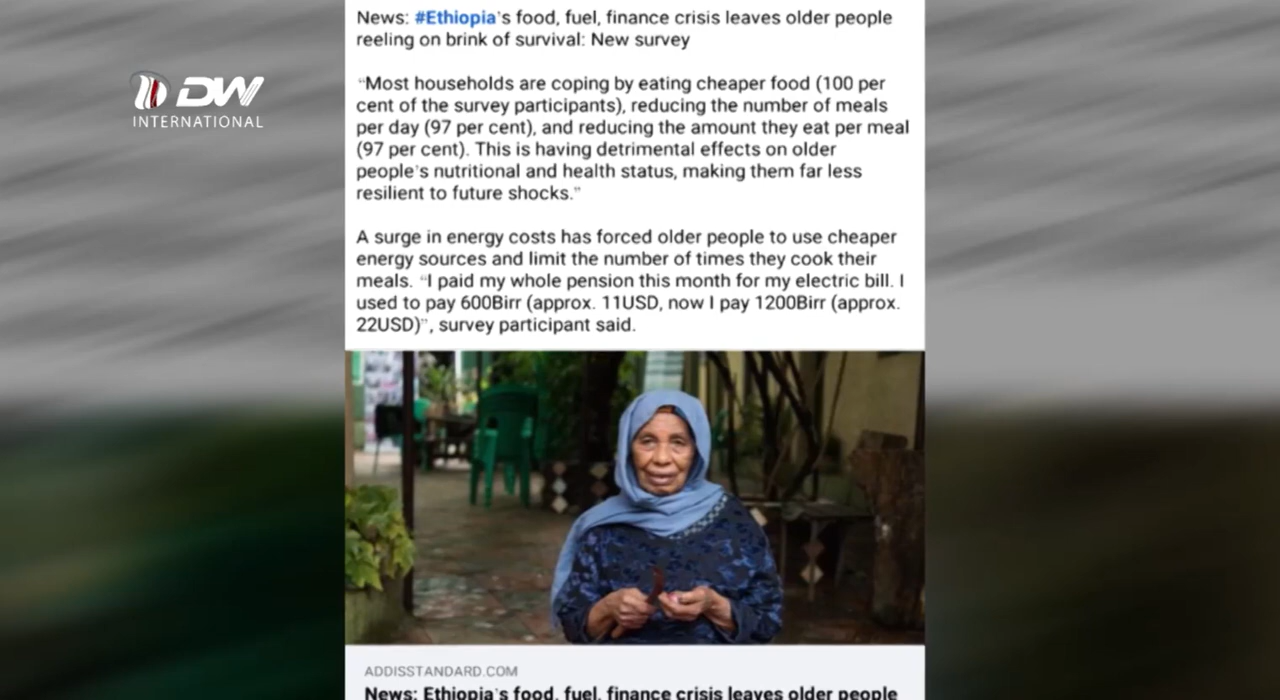 DW
INTERNATIONAL
News: #Ethiopia's food, fuel, finance crisis leaves older people
reeling on brink of survival: New survey
“Most households are coping by eating cheaper food (100 per
cent of the survey participants), reducing the number of meals
per day (97 per cent), and reducing the amount they eat per meal
(97 per cent). This is having detrimental effects on older
people's nutritional and health status, making them far less
resilient to future shocks.”
A surge in energy costs has forced older people to use cheaper
energy sources and limit the number of times they cook their
meals. “I paid my whole pension this month for my electric bill. I
used to pay 600Birr (approx. 11USD, now I pay 1200Birr (approx.
22USD)”, survey participant said.
ADDISSTANDARD.COM
News: Ethiopia's food, fuel, finance crisis leaves older people